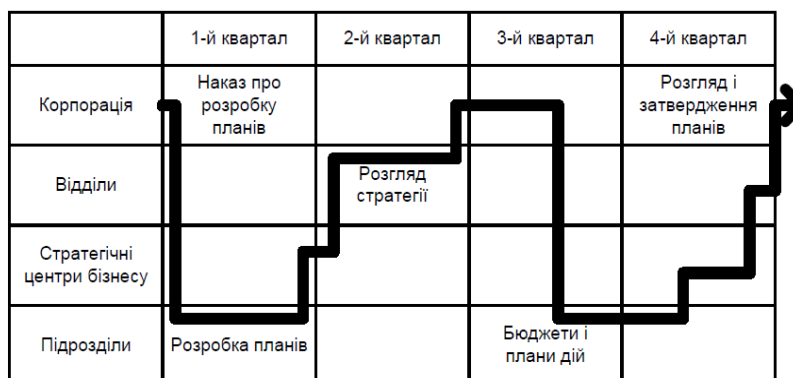 1-й квартал
2-й квартал
3-й квартал
4-й квартал
Корпорація
Наказ про
розробку
планів
Розгляд і
затвердження
планів
Відділи
Розгляд
стратегії
Стратегічні
центри бізнесу
Підрозділи
Розробка планів
Бюджети і
плани дій